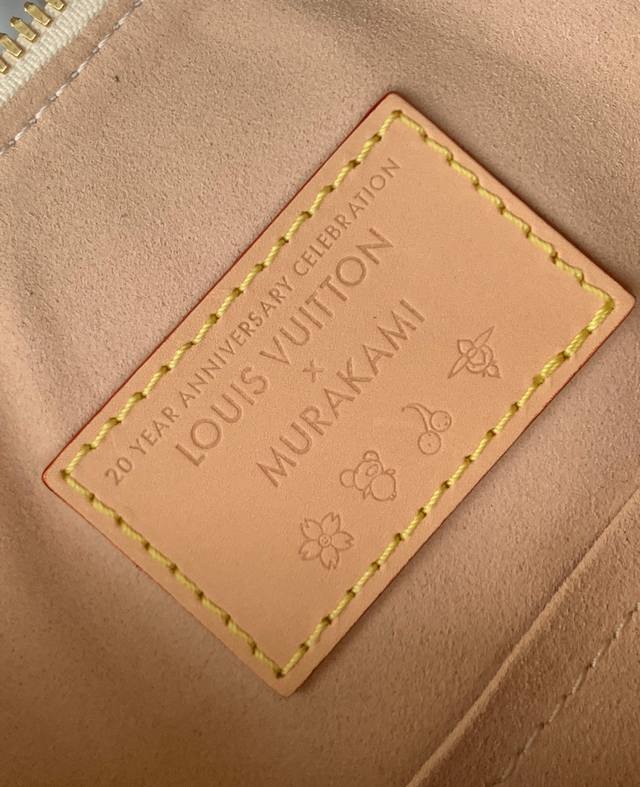 20 YEAR ANNIVERSARY CELEBRATION
LOUIS VUITTON
x
MURAKAMI